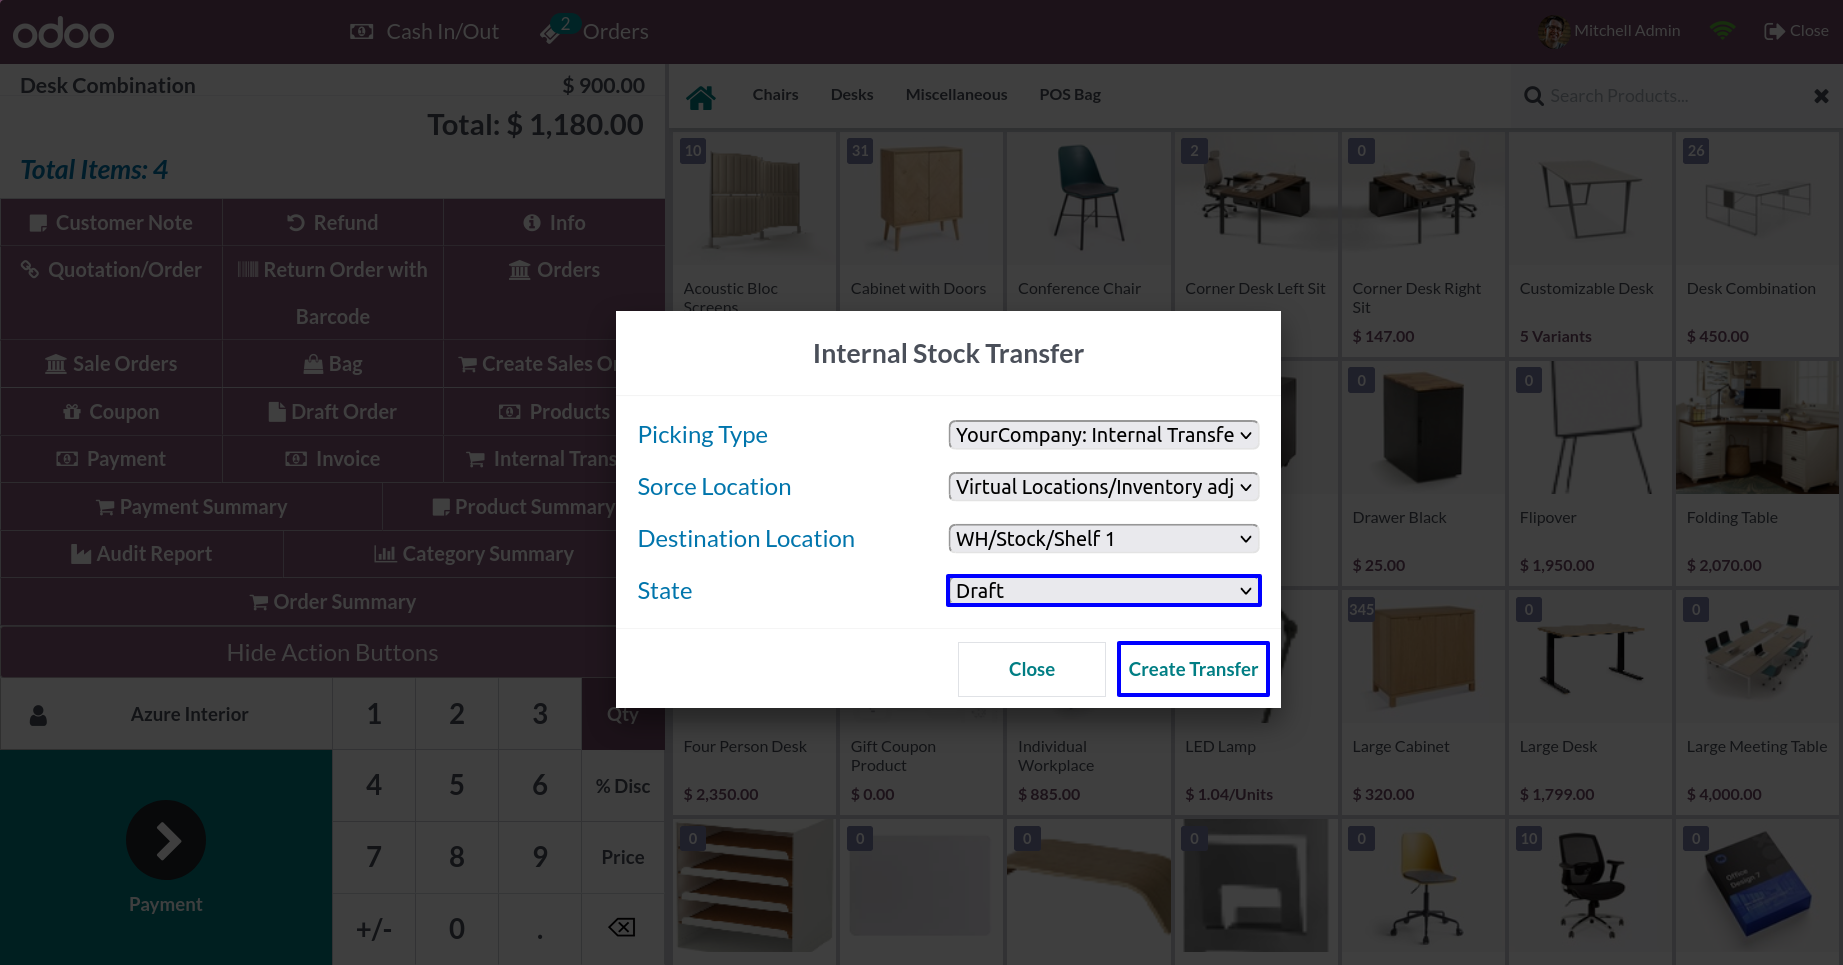 odoo
Cash In/Out
2
Orders
Mitchell Admin
Close
Desk Combination
$ 900.00
Total: $ 1,180.00
Total Items: 4
Customer Note
Refund
Info
Quotation/Order
Return Order with
Barcode
Orders
Sale Orders
Bag
Create Sales Or
Coupon
Draft Order
Products
Payment
Invoice
Internal Trans
Payment Summary
Product Summary
Audit Report
Category Summary
Order Summary
Hide Action Buttons
Azure Interior
1
2
3
Qty
4
5
6
% Disc
7
8
9
Price
Payment
+/-
0
.
Chairs
Desks
Miscellaneous
POS Bag
Search Products...
10
31
2
0
26
Acoustic Bloc
Screens
Cabinet with Doors
Conference Chair
Corner Desk Left Sit
Corner Desk Right
Sit
$ 147.00
Customizable Desk
5 Variants
Desk Combination
$ 450.00
Internal Stock Transfer
Picking Type
YourCompany: Internal Transfe
Sorce Location
Virtual Locations/Inventory adj
Destination Location
WH/Stock/Shelf 1
State
Draft
Close
Create Transfer
0
0
Drawer Black
$ 25.00
Flipover
$ 1,950.00
Folding Table
$ 2,070.00
345
0
0
Four Person Desk
$ 2,350.00
Gift Coupon
Product
$ 0.00
Individual
Workplace
$ 885.00
LED Lamp
$ 1.04/Units
Large Cabinet
$ 320.00
Large Desk
$ 1,799.00
Large Meeting Table
$ 4,000.00
0
0
0
0
0
10
0
Office
Design 7